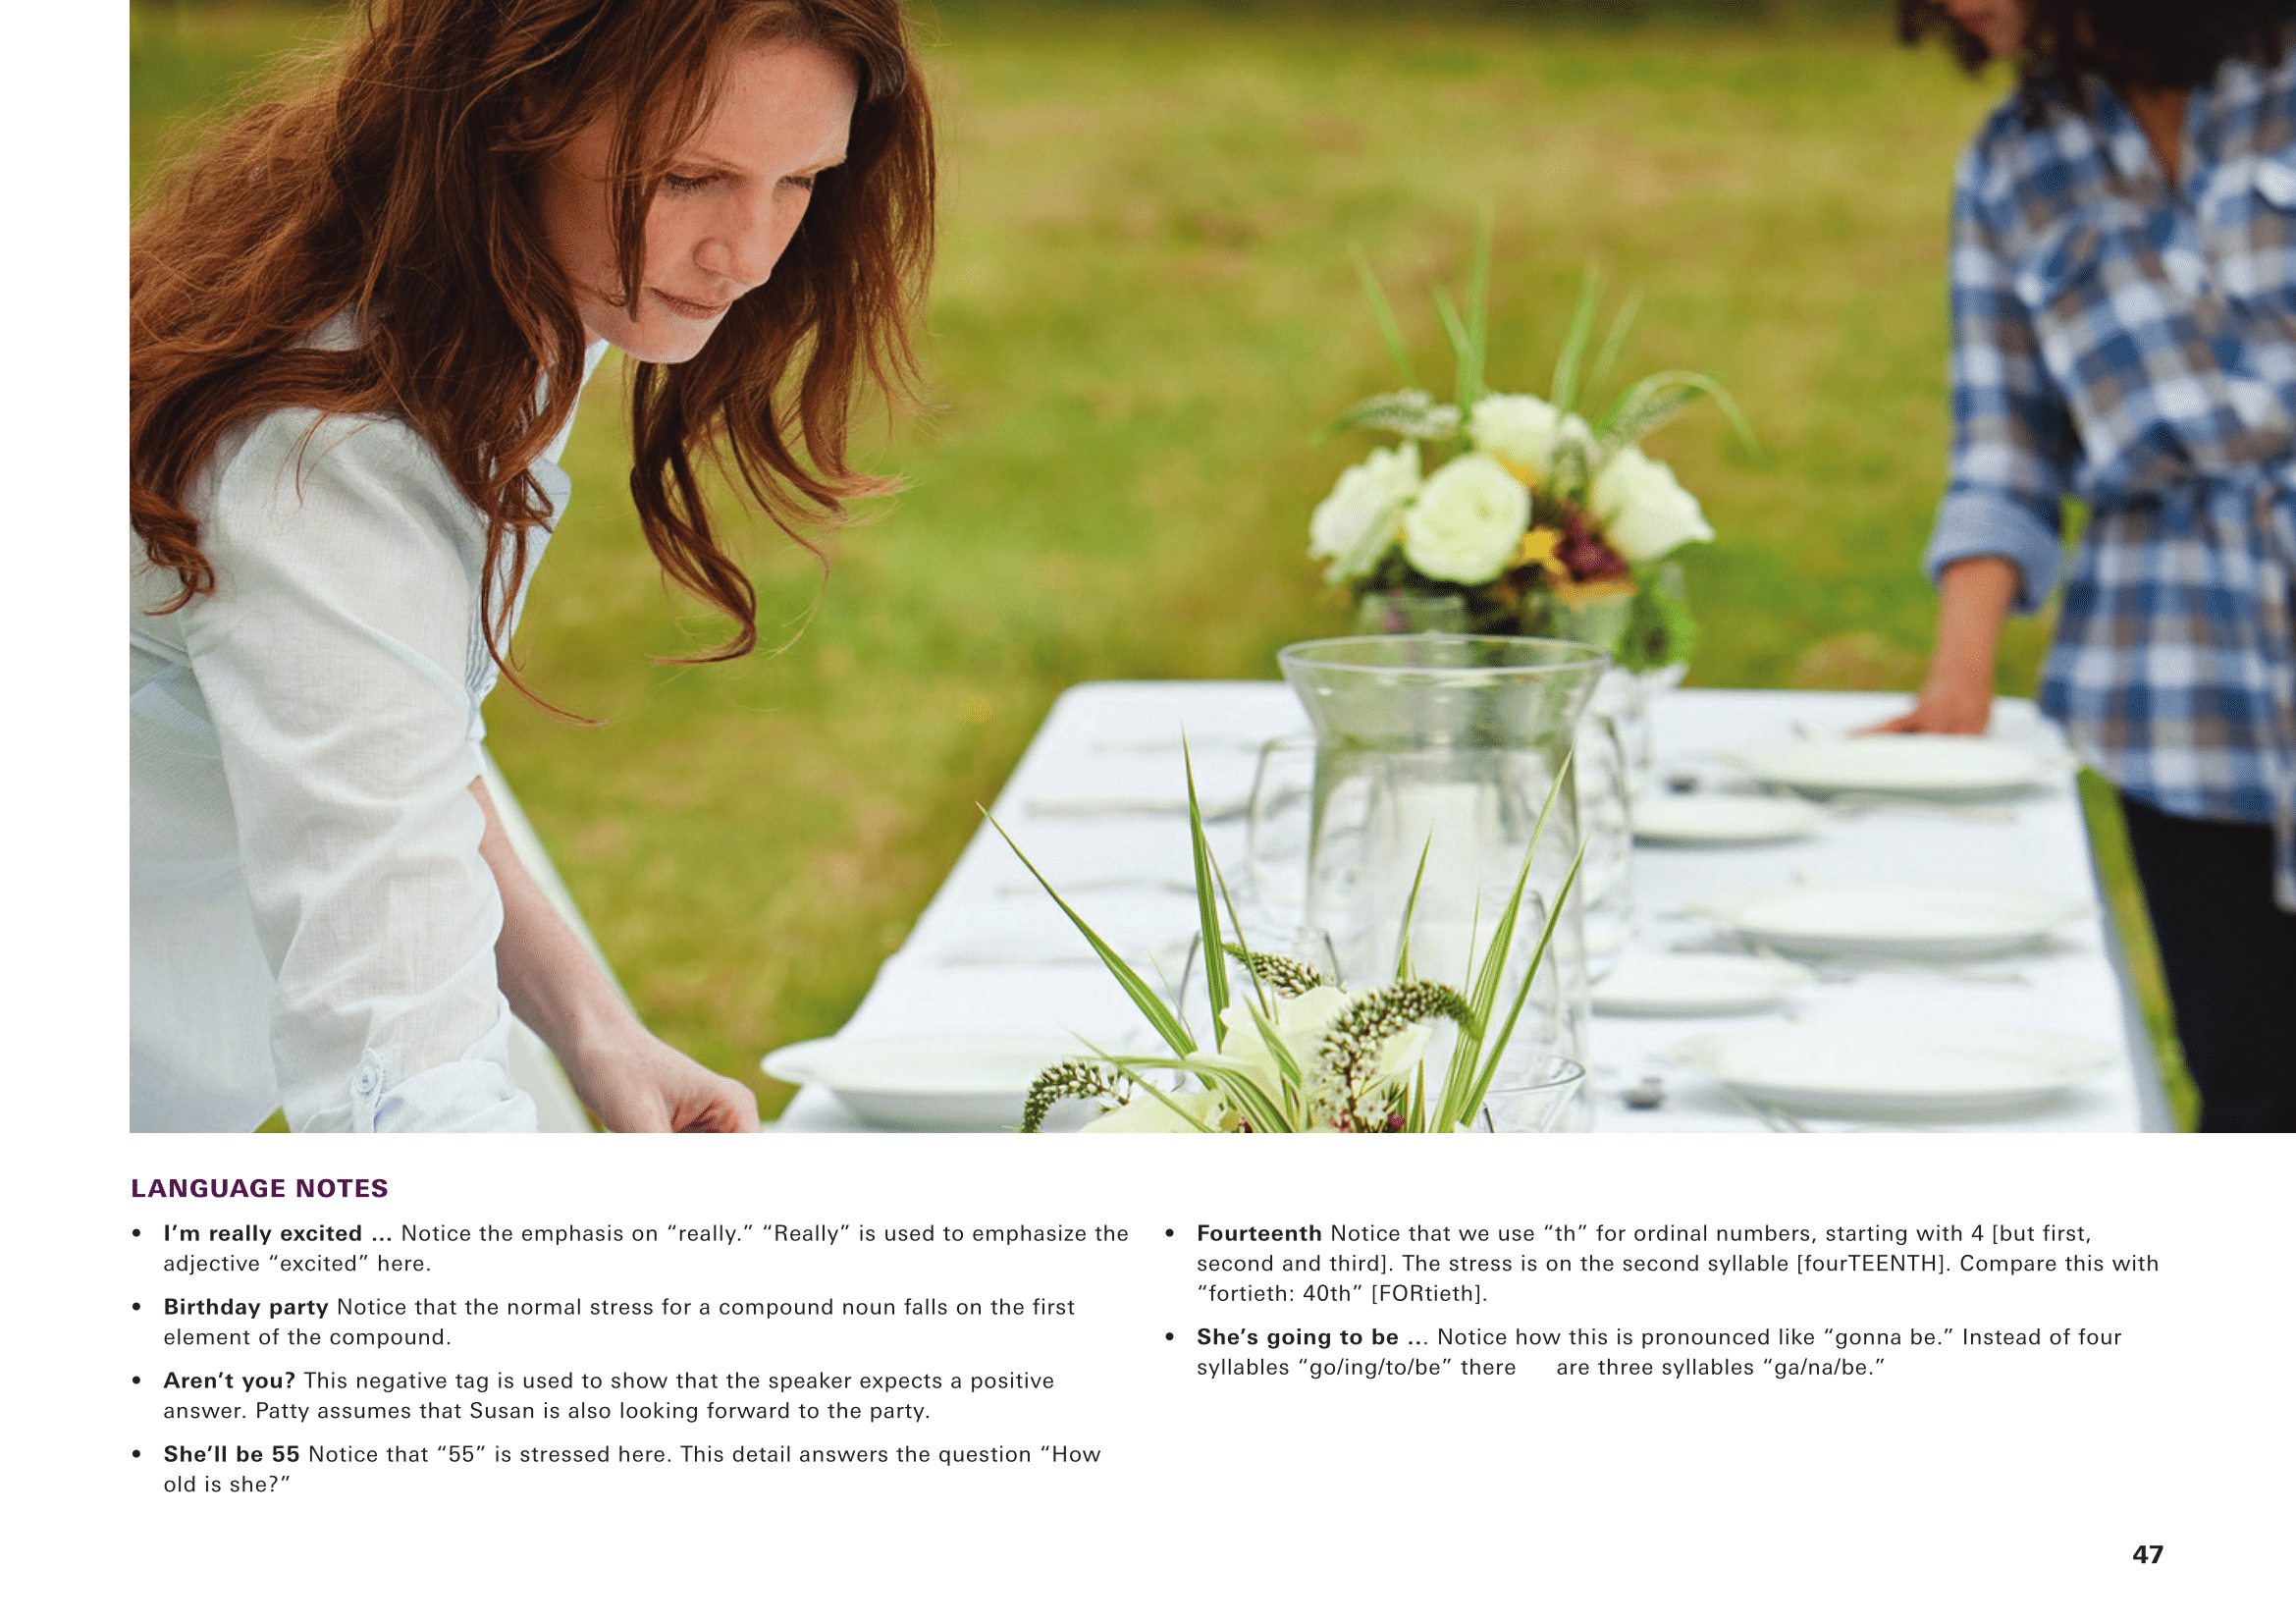 LANGUAGE NOTES
• I’m really excited … Notice the emphasis on “really.” “Really” is used to emphasize the
adjective “excited” here.
• Birthday party Notice that the normal stress for a compound noun falls on the first
element of the compound.
• Aren’t you? This negative tag is used to show that the speaker expects a positive
answer. Patty assumes that Susan is also looking forward to the party.
• She’ll be 55 Notice that “55” is stressed here. This detail answers the question “How
old is she?”
• Fourteenth Notice that we use “th” for ordinal numbers, starting with 4 [but first,
second and third]. The stress is on the second syllable [fourTEENTH]. Compare this with
“fortieth: 40th” [FORtieth].
• She’s going to be … Notice how this is pronounced like “gonna be.” Instead of four
syllables “go/ing/to/be” there are three syllables “ga/na/be.”
47